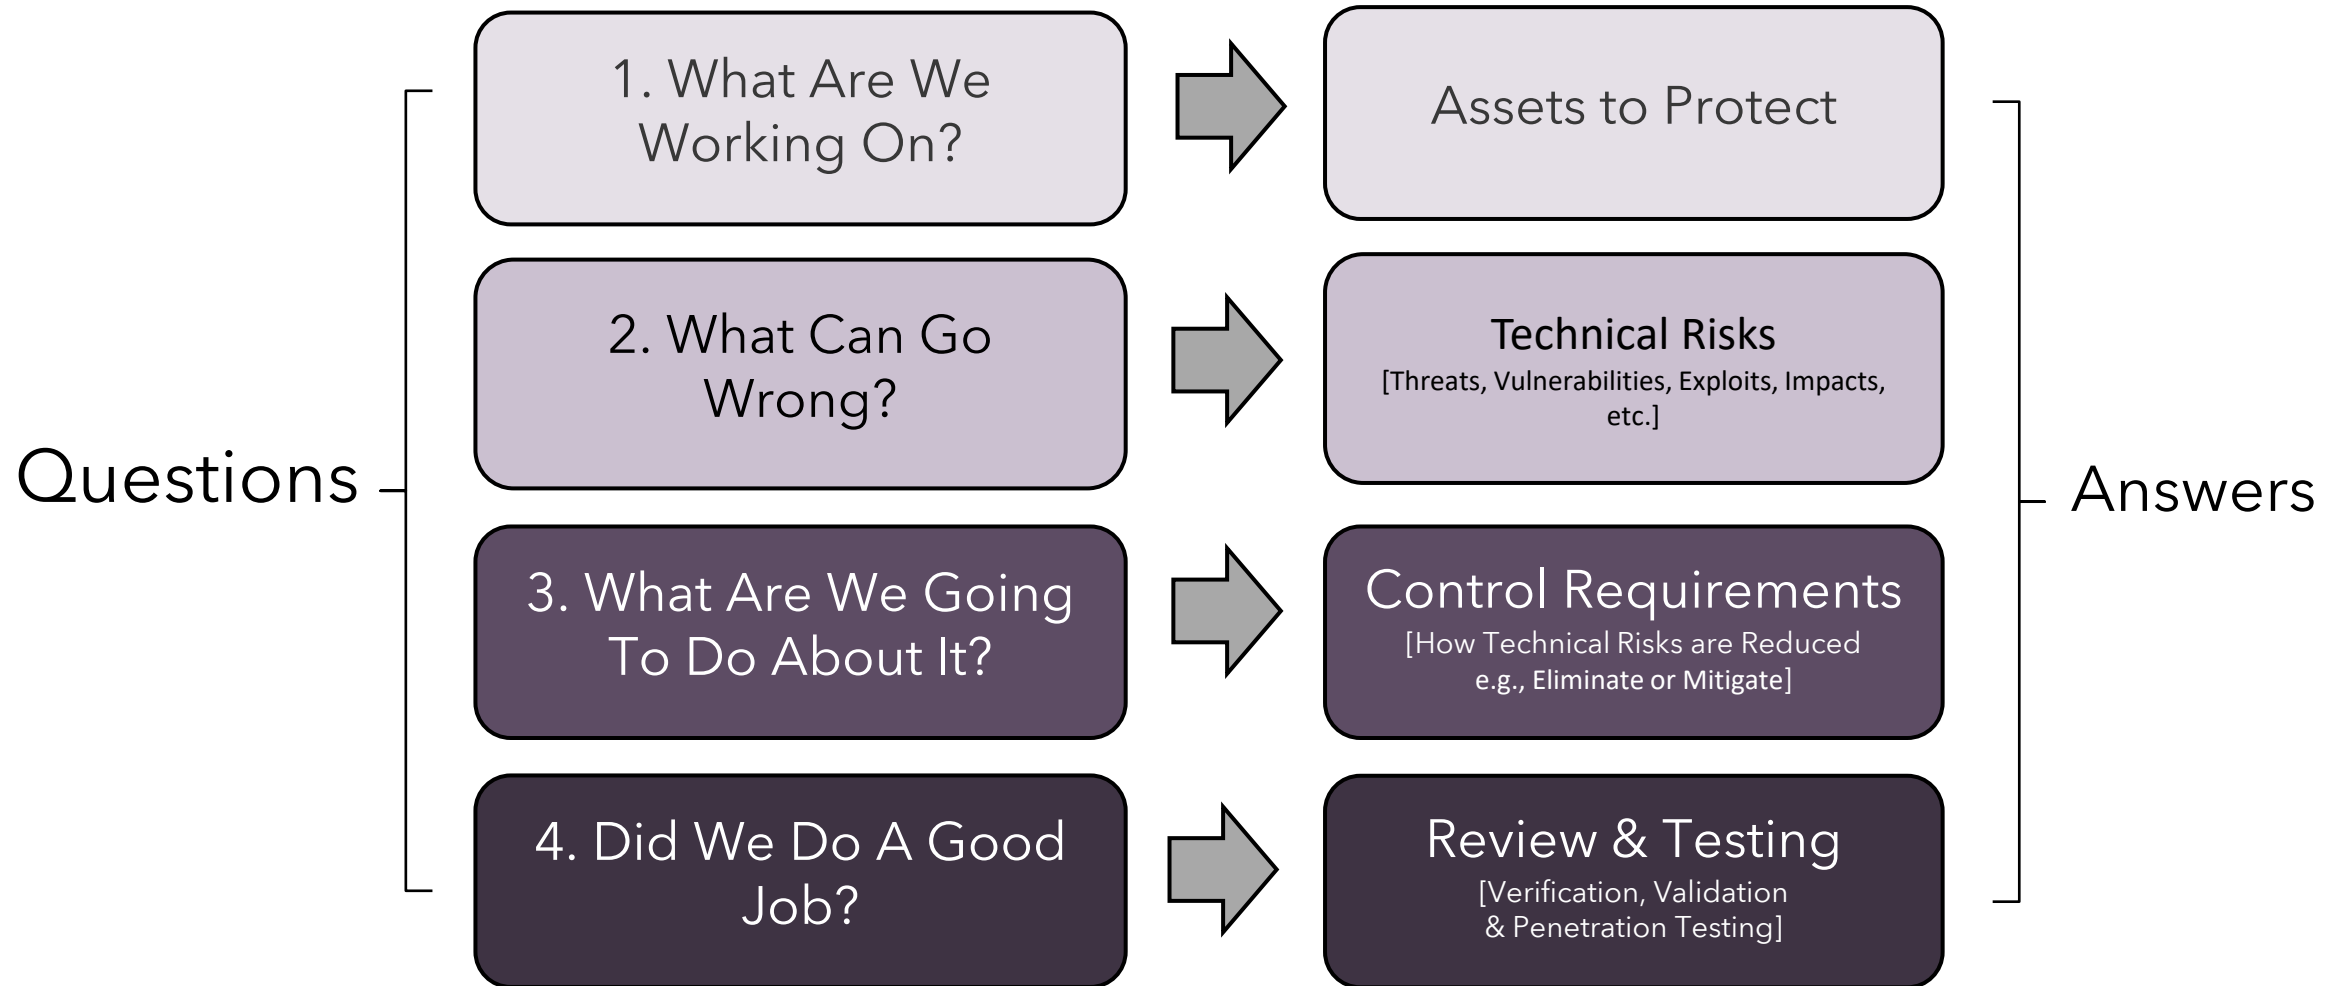 Questions
1. What Are We
Working On?
Assets to Protect
2. What Can Go
Wrong?
Technical Risks
[Threats, Vulnerabilities, Exploits, Impacts,
etc.]
3. What Are We Going
To Do About It?
Control Requirements
[How Technical Risks are Reduced
e.g., Eliminate or Mitigate]
4. Did We Do A Good
Job?
Review & Testing
[Verification, Validation
& Penetration Testing]
Answers